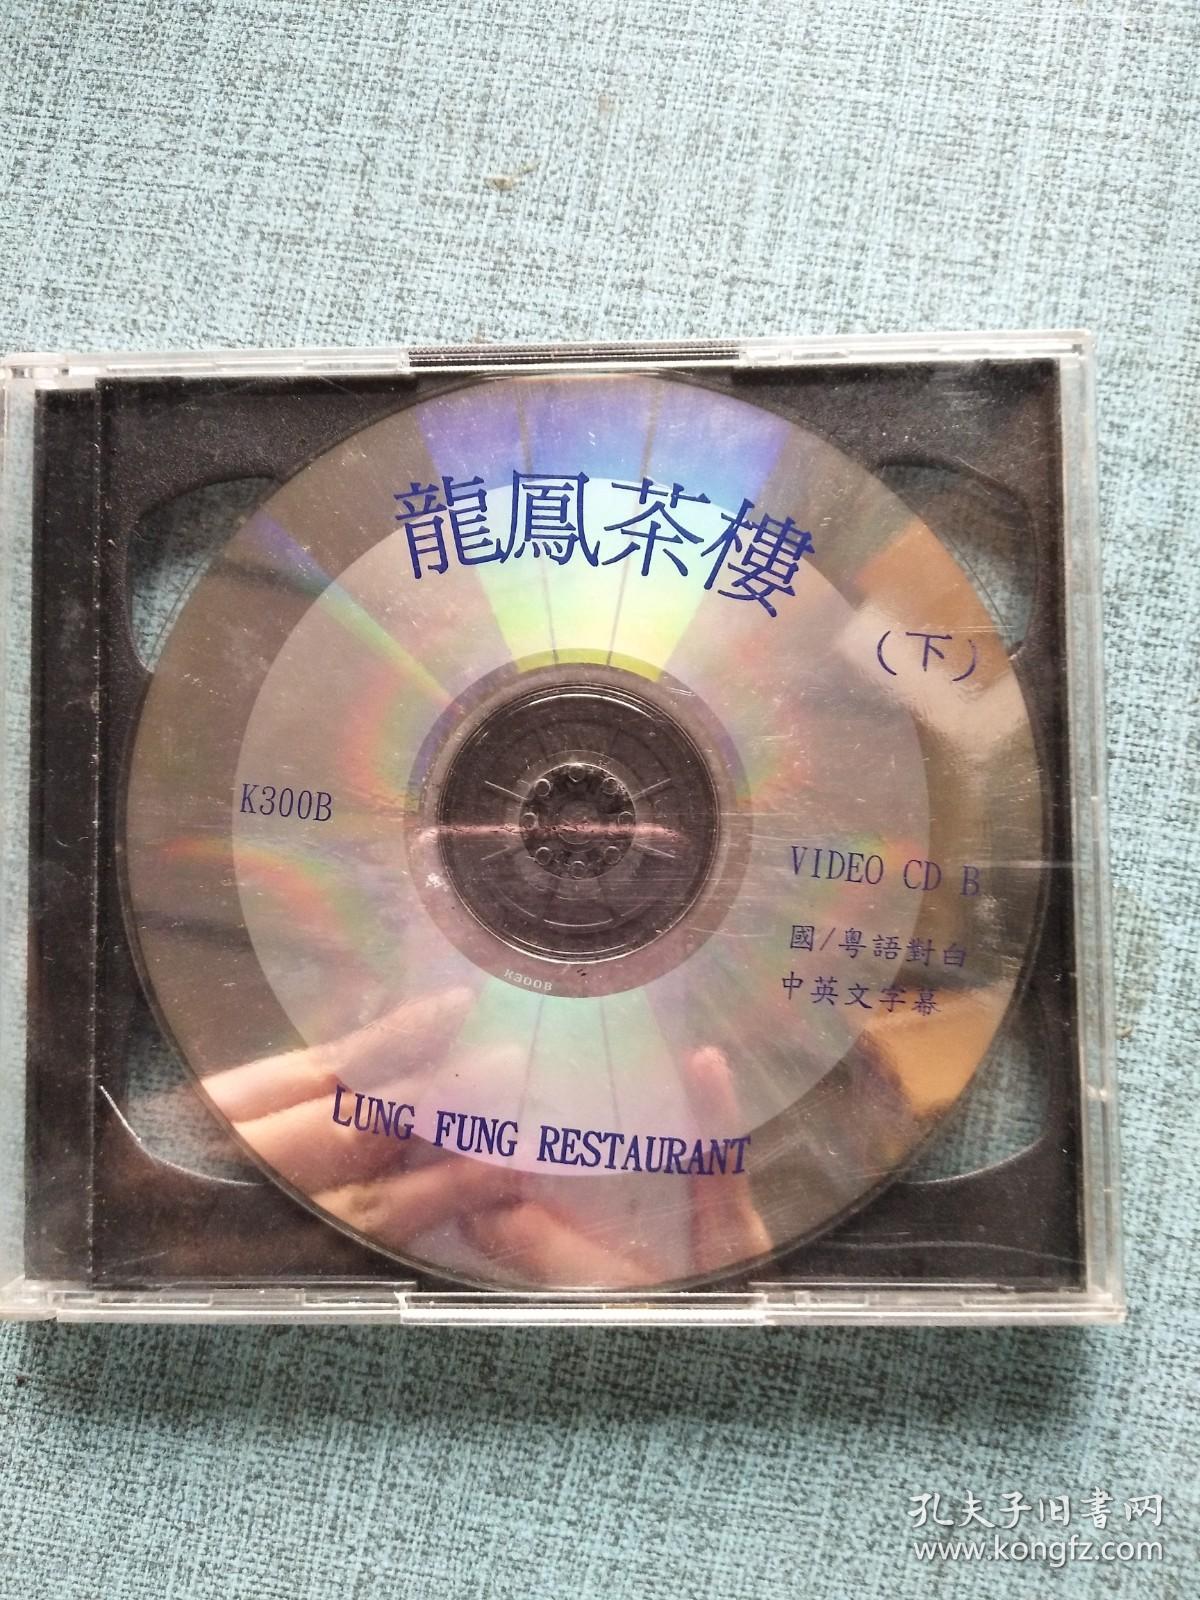 龍鳳茶樓
（下）
K300B
VIDEO CD B
國/粵語對白
中英文字幕
K300B
LUNG FUNG RESTAURANT
孔夫子旧書网
www.kongfz.com